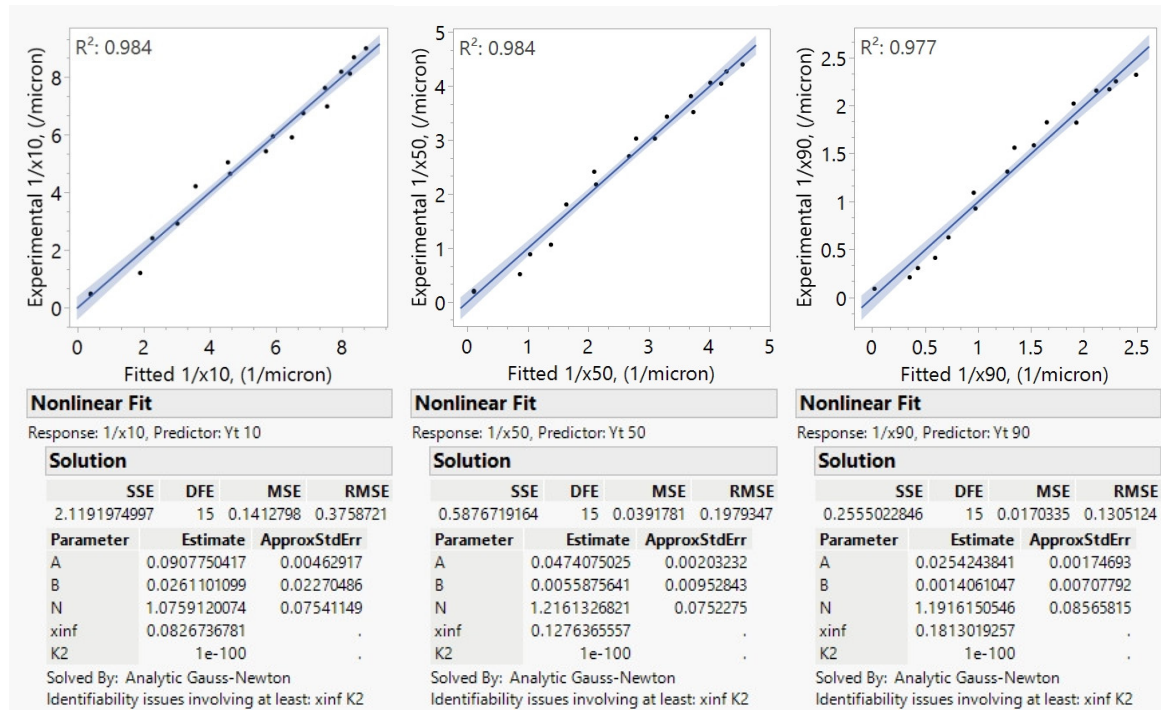 R²: 0.984
Experimental 1/x10, (/micron)
8
6
4
2
0
0 2 4 6 8
Fitted 1/x10, (1/micron)
R²: 0.984
Experimental 1/x50, (/micron)
5
4
3
2
1
0
0 1 2 3 4 5
Fitted 1/x50, (1/micron)
R²: 0.977
Experimental 1/x90, (/micron)
2.5
2
1.5
1
0.5
0
0 0.5 1 1.5 2 2.5
Fitted 1/x90, (1/micron)
Nonlinear Fit
Response: 1/x10, Predictor: Yt 10
Solution
SSE DFE MSE RMSE
2.1191974997 15 0.1412798 0.3758721
Parameter Estimate ApproxStdErr
A 0.0907750417 0.00462917
B 0.0261101099 0.02270486
N 1.0759120074 0.07541149
xinf 0.0826736781 .
K2 1e-100 .
Solved By: Analytic Gauss-Newton
Identifiability issues involving at least: xinf K2
Nonlinear Fit
Response: 1/x50, Predictor: Yt 50
Solution
SSE DFE MSE RMSE
0.5876719164 15 0.0391781 0.1979347
Parameter Estimate ApproxStdErr
A 0.0474075025 0.00203232
B 0.0055875641 0.00952843
N 1.2161326821 0.0752275
xinf 0.1276365557 .
K2 1e-100 .
Solved By: Analytic Gauss-Newton
Identifiability issues involving at least: xinf K2
Nonlinear Fit
Response: 1/x90, Predictor: Yt 90
Solution
SSE DFE MSE RMSE
0.2555022846 15 0.0170335 0.1305124
Parameter Estimate ApproxStdErr
A 0.0254243841 0.00174693
B 0.0014061047 0.00707792
N 1.1916150546 0.08565815
xinf 0.1813019257 .
K2 1e-100 .
Solved By: Analytic Gauss-Newton
Identifiability issues involving at least: xinf K2